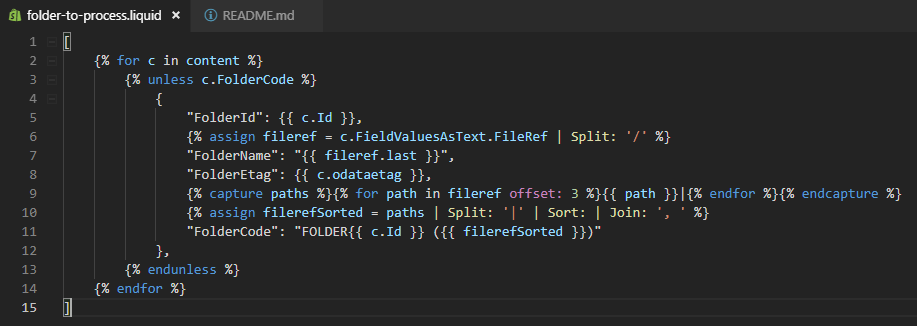 folder-to-process.liquid × README.md
1 [
2 {% for c in content %}
3 {% unless c.FolderCode %}
4 {
5 "FolderId": {{ c.Id }},
6 {% assign fileref = c.FieldValuesAsText.FileRef | Split: '/' %}
7 "FolderName": "{{ fileref.last }}",
8 "FolderEtag": {{ c.odataetag }},
9 {% capture paths %}{% for path in fileref offset: 3 %}{{ path }}|{% endfor %}{% endcapture %}
10 {% assign filerefSorted = paths | Split: '|' | Sort: | Join: ', ' %}
11 "FolderCode": "FOLDER{{ c.Id }} ({{ filerefSorted }})"
12 },
13 {% endunless %}
14 {% endfor %}
15 ]